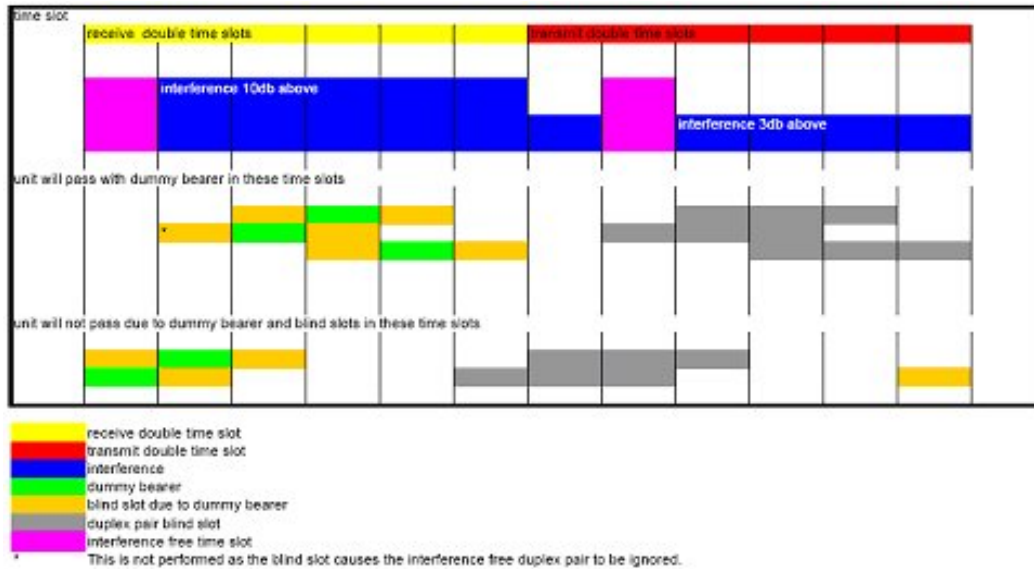 time slot
receive double time slots
transmit double time slots
interference 10db above
interference 3db above
unit will pass with dummy bearer in these time slots
*
unit will not pass due to dummy bearer and blind slots in these time slots
receive double time slot
transmit double time slot
interference
dummy bearer
blind slot due to dummy bearer
duplex pair blind slot
interference free time slot
* This is not performed as the blind slot causes the interference free duplex pair to be ignored.